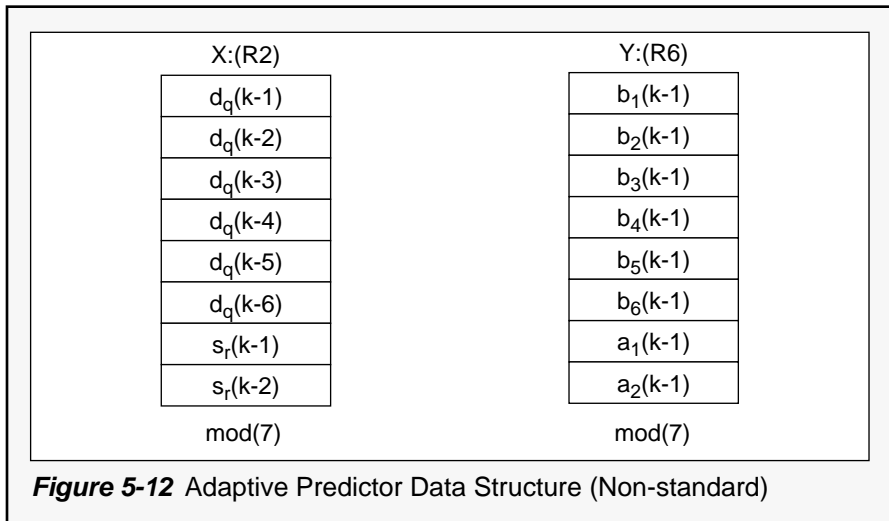 X:(R2) Y:(R6)
d_q(k-1) b_1(k-1)
d_q(k-2) b_2(k-1)
d_q(k-3) b_3(k-1)
d_q(k-4) b_4(k-1)
d_q(k-5) b_5(k-1)
d_q(k-6) b_6(k-1)
s_r(k-1) a_1(k-1)
s_r(k-2) a_2(k-1)
mod(7) mod(7)
Figure 5-12 Adaptive Predictor Data Structure (Non-standard)